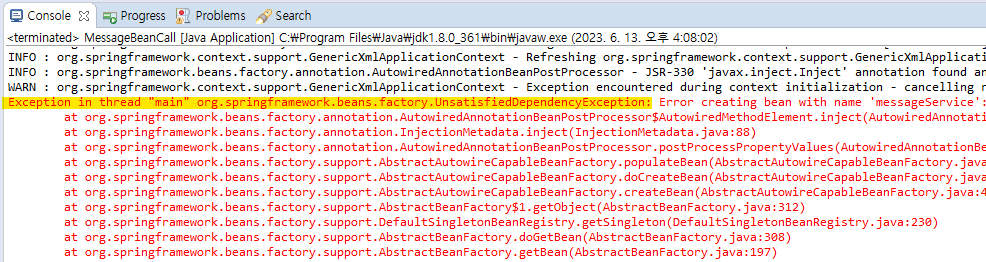 Console Progress Problems Search
<terminated> MessageBeanCall [Java Application] C:₩Program Files₩Java₩jdk1.8.0_361₩bin₩javaw.exe (2023. 6. 13. 오후 4:08:02)
INFO : org.springframework.context.support.GenericXmlApplicationContext - Refreshing org.springframework.context.support.GenericXmlApplicationContext
INFO : org.springframework.beans.factory.annotation.AutowiredAnnotationBeanPostProcessor - JSR-330 'javax.inject.Inject' annotation found an
WARN : org.springframework.context.support.GenericXmlApplicationContext - Exception encountered during context initialization - cancelling r
Exception in thread "main" org.springframework.beans.factory.UnsatisfiedDependencyException: Error creating bean with name 'messageService':
at org.springframework.beans.factory.annotation.AutowiredAnnotationBeanPostProcessor$AutowiredMethodElement.inject(AutowiredAnnotati
at org.springframework.beans.factory.annotation.InjectionMetadata.inject(InjectionMetadata.java:88)
at org.springframework.beans.factory.annotation.AutowiredAnnotationBeanPostProcessor.postProcessPropertyValues(AutowiredAnnotationBe
at org.springframework.beans.factory.support.AbstractAutowireCapableBeanFactory.populateBean(AbstractAutowireCapableBeanFactory.java
at org.springframework.beans.factory.support.AbstractAutowireCapableBeanFactory.doCreateBean(AbstractAutowireCapableBeanFactory.java
at org.springframework.beans.factory.support.AbstractAutowireCapableBeanFactory.createBean(AbstractAutowireCapableBeanFactory.java:4
at org.springframework.beans.factory.support.AbstractBeanFactory$1.getObject(AbstractBeanFactory.java:312)
at org.springframework.beans.factory.support.DefaultSingletonBeanRegistry.getSingleton(DefaultSingletonBeanRegistry.java:230)
at org.springframework.beans.factory.support.AbstractBeanFactory.doGetBean(AbstractBeanFactory.java:308)
at org.springframework.beans.factory.support.AbstractBeanFactory.getBean(AbstractBeanFactory.java:197)